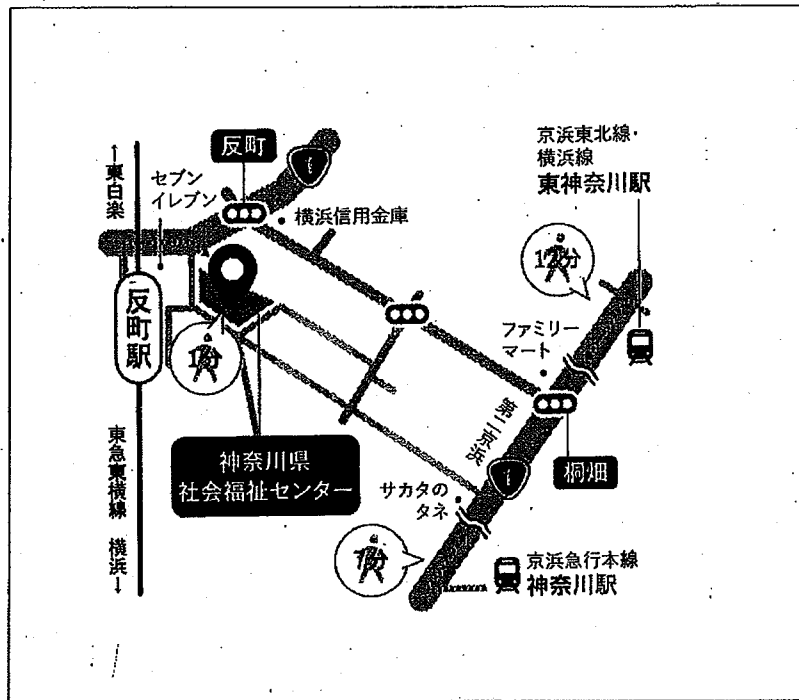 反町
1
京浜東北線・
横浜線
東神奈川駅
↑東白楽
セブン
イレブン
横浜信用金庫
12分
反町駅
1分
ファミリー
マート
第二京浜
神奈川県
社会福祉センター
サカタの
タネ
1
桐畑
東急東横線 横浜↓
京浜急行本線
神奈川駅